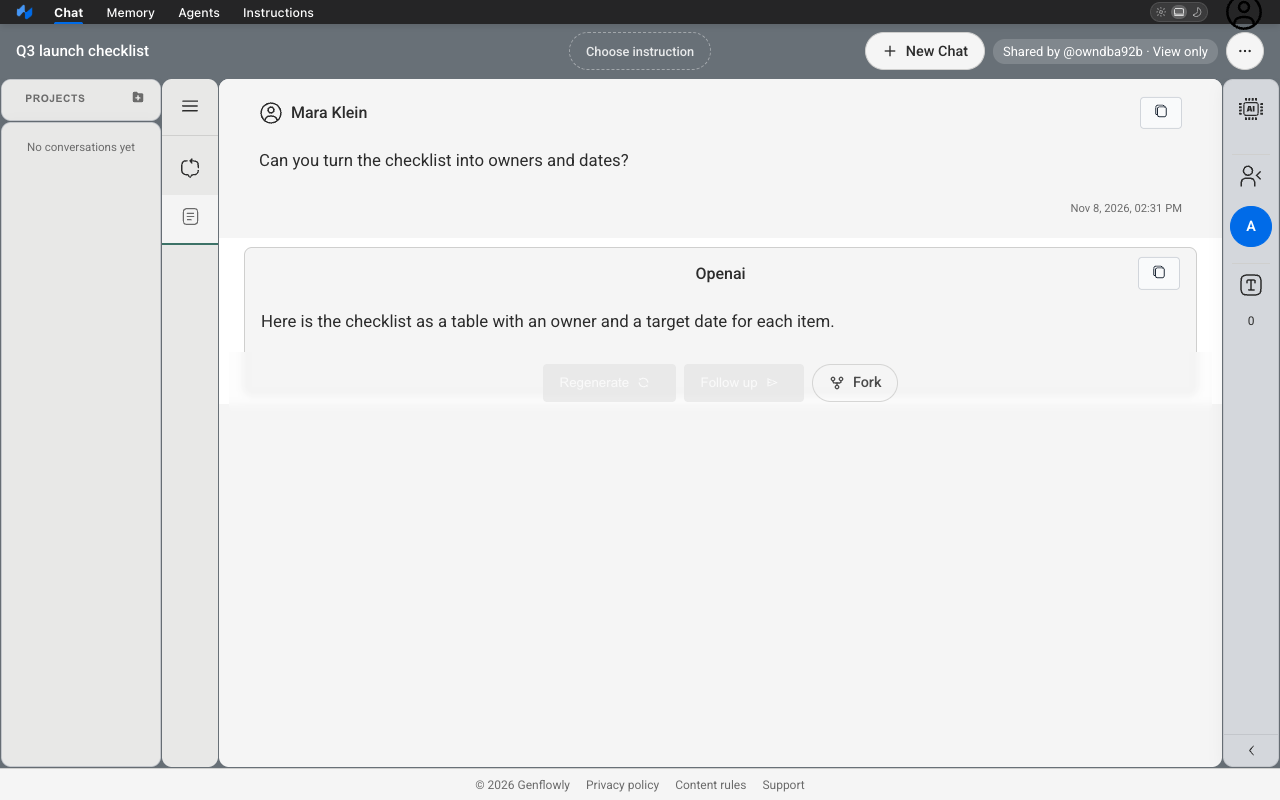 Chat
Memory
Agents
Instructions
Q3 launch checklist
Choose instruction
New Chat
Shared by @owndba92b · View only
PROJECTS
No conversations yet
Mara Klein
Can you turn the checklist into owners and dates?
Nov 8, 2026, 02:31 PM
Openai
Here is the checklist as a table with an owner and a target date for each item.
Regenerate
Follow up
Fork
AI
A
T
0
© 2026 Genflowly
Privacy policy
Content rules
Support